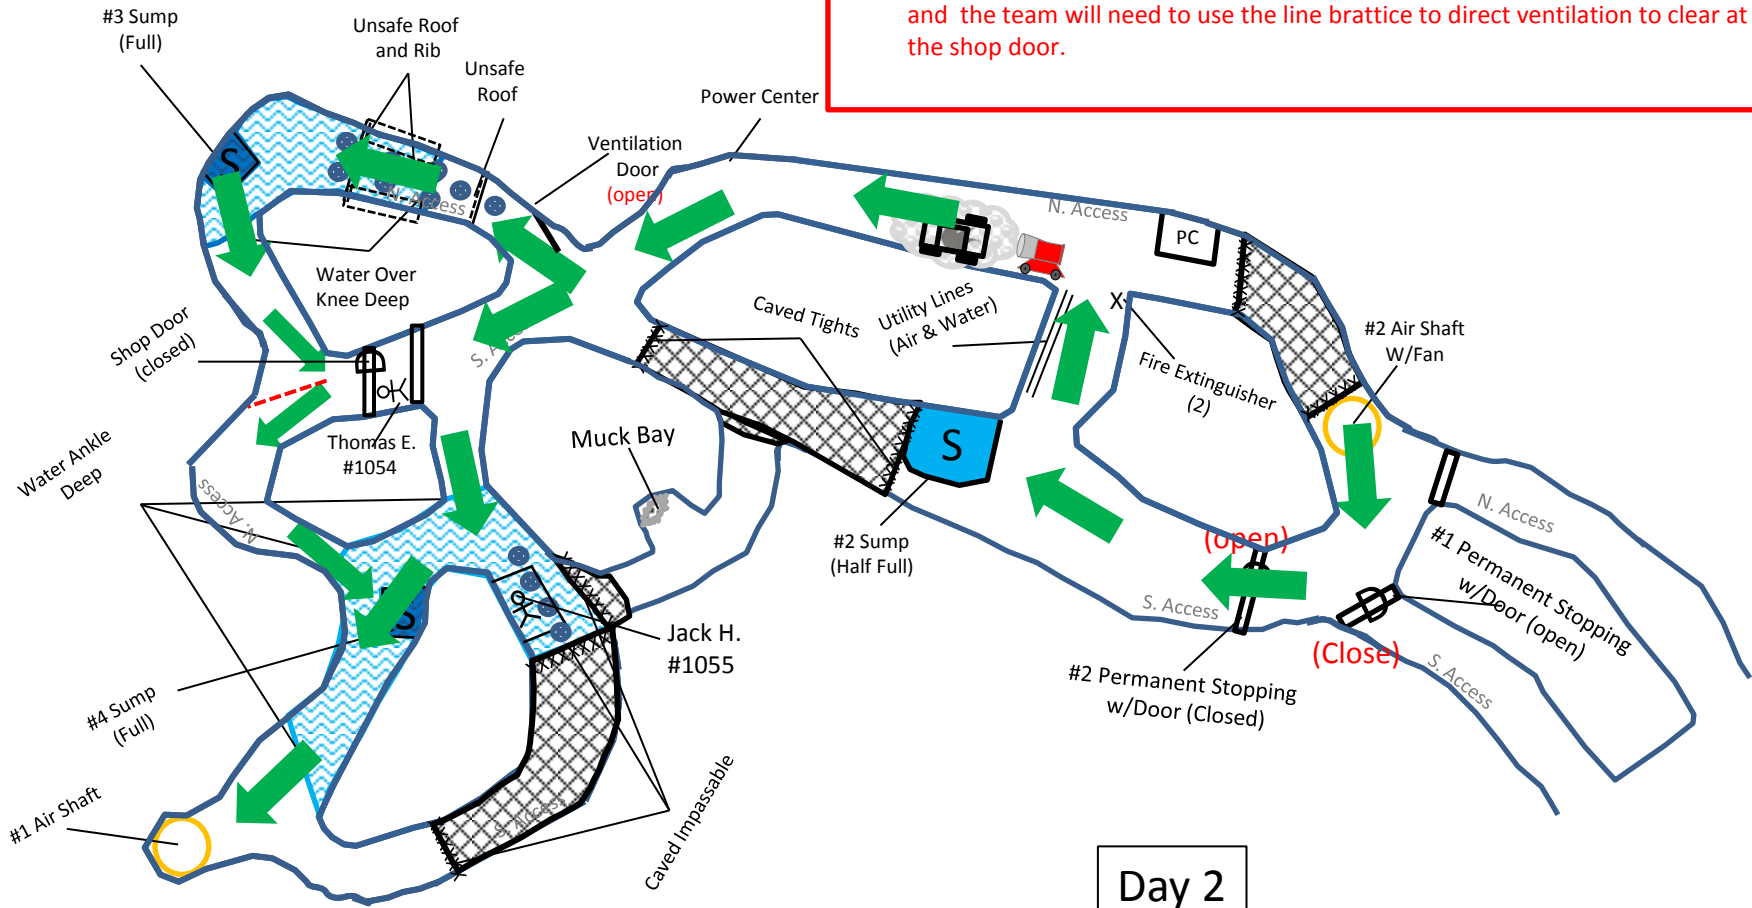 and the team will need to use the line brattice to direct ventilation to clear at
the shop door.
#3 Sump
(Full)
Unsafe Roof
and Rib
Unsafe
Roof
Power Center
Ventilation
Door
(open)
S
N. Access
N. Access
PC
Water Over
Knee Deep
Shop Door
(closed)
S. Access
Caved Tights
Utility Lines
(Air & Water)
X
Fire Extinguisher
(2)
#2 Air Shaft
W/Fan
Thomas E.
#1054
Muck Bay
S
Water Ankle
Deep
N. Access
#2 Sump
(Half Full)
(open)
N. Access
#1 Permanent Stopping
w/Door (open)
S. Access
(Close)
S. Access
S
Jack H.
#1055
#2 Permanent Stopping
w/Door (Closed)
#4 Sump
(Full)
#1 Air Shaft
S. Access
Caved Impassable
Day 2